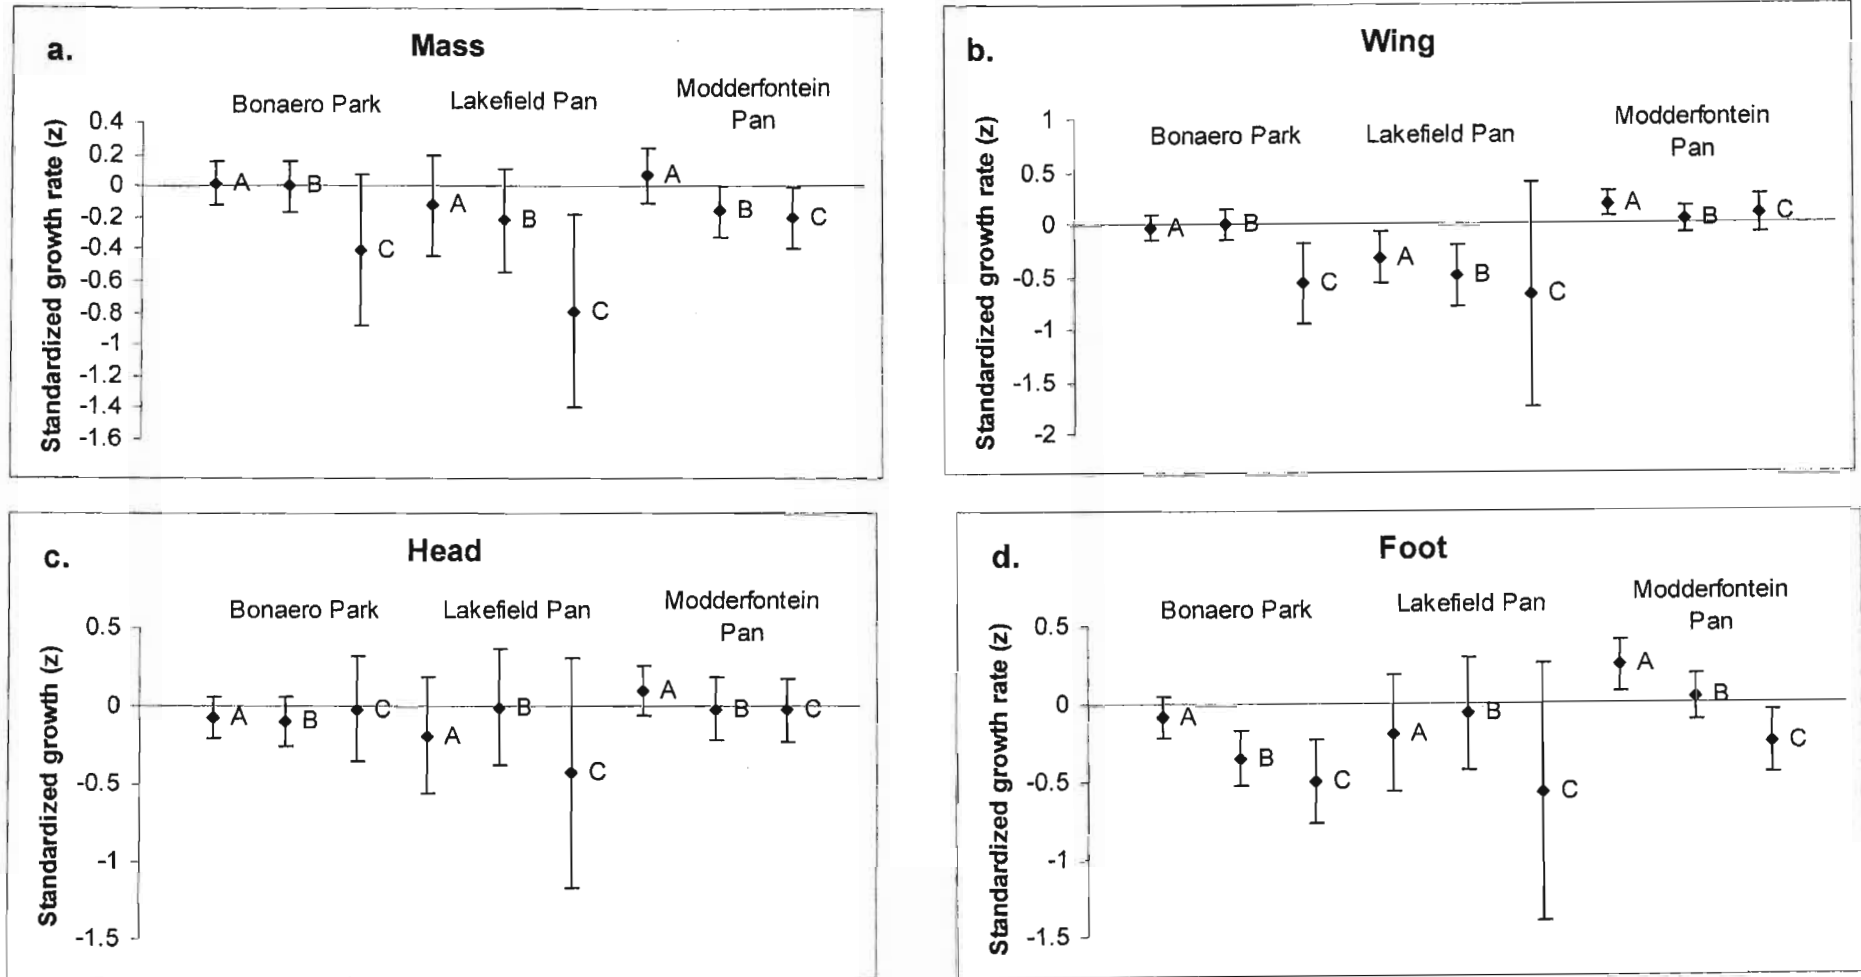 a.
Mass
Bonaero Park
Lakefield Pan
Modderfontein
Pan
Standardized growth rate (z)
0.4
0.2
0
-0.2
-0.4
-0.6
-0.8
-1
-1.2
-1.4
-1.6
A
B
C
A
B
C
A
B
C
b.
Wing
Bonaero Park
Lakefield Pan
Modderfontein
Pan
Standardized growth rate (z)
1
0.5
0
-0.5
-1
-1.5
-2
A
B
C
A
B
C
A
B
C
c.
Head
Bonaero Park
Lakefield Pan
Modderfontein
Pan
Standardized growth (z)
0.5
0
-0.5
-1
-1.5
A
B
C
A
B
C
A
B
C
d.
Foot
Bonaero Park
Lakefield Pan
Modderfontein
Pan
Standardized growth rate (z)
0.5
0
-0.5
-1
-1.5
A
B
C
A
B
C
A
B
C